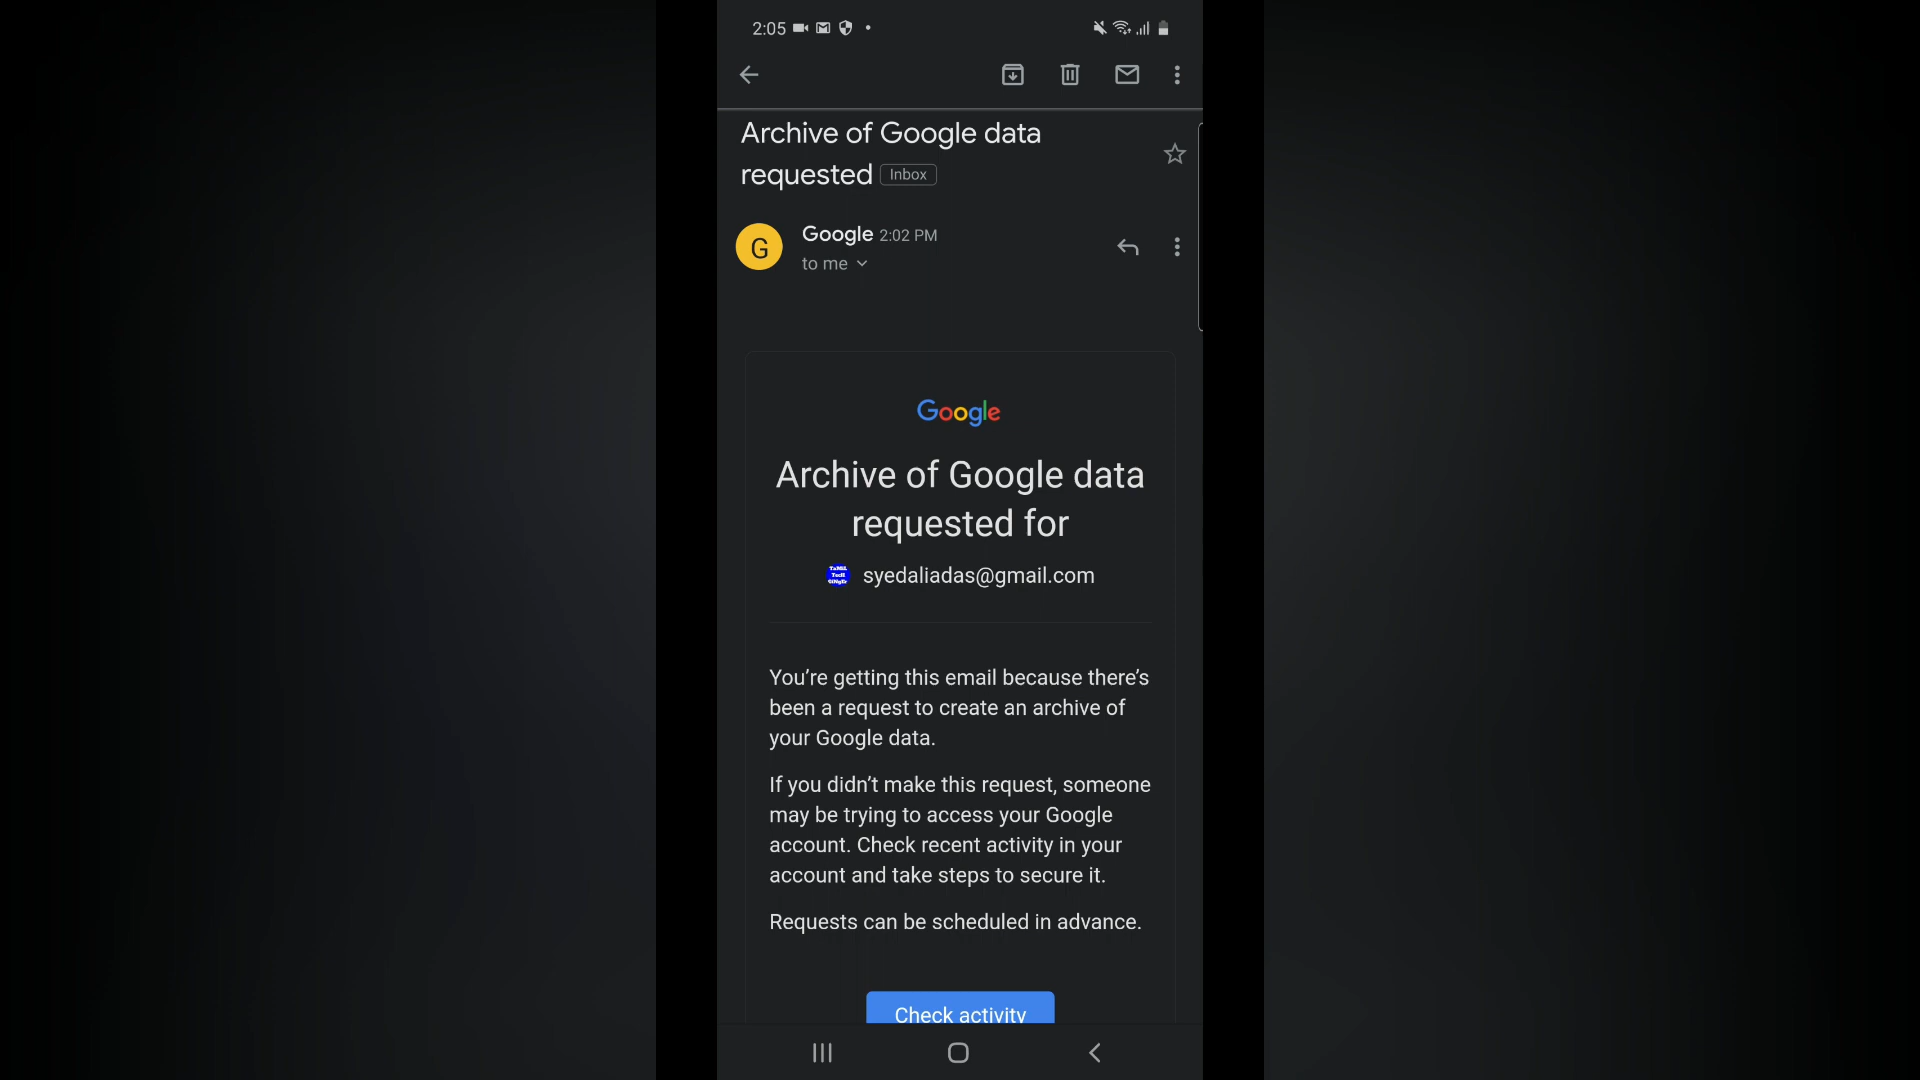 2:05
Archive of Google data
requested Inbox
G
Google 2:02 PM
to me
Google
Archive of Google data
requested for
syedaliadas@gmail.com
You’re getting this email because there’s
been a request to create an archive of
your Google data.
If you didn’t make this request, someone
may be trying to access your Google
account. Check recent activity in your
account and take steps to secure it.
Requests can be scheduled in advance.
Check activity